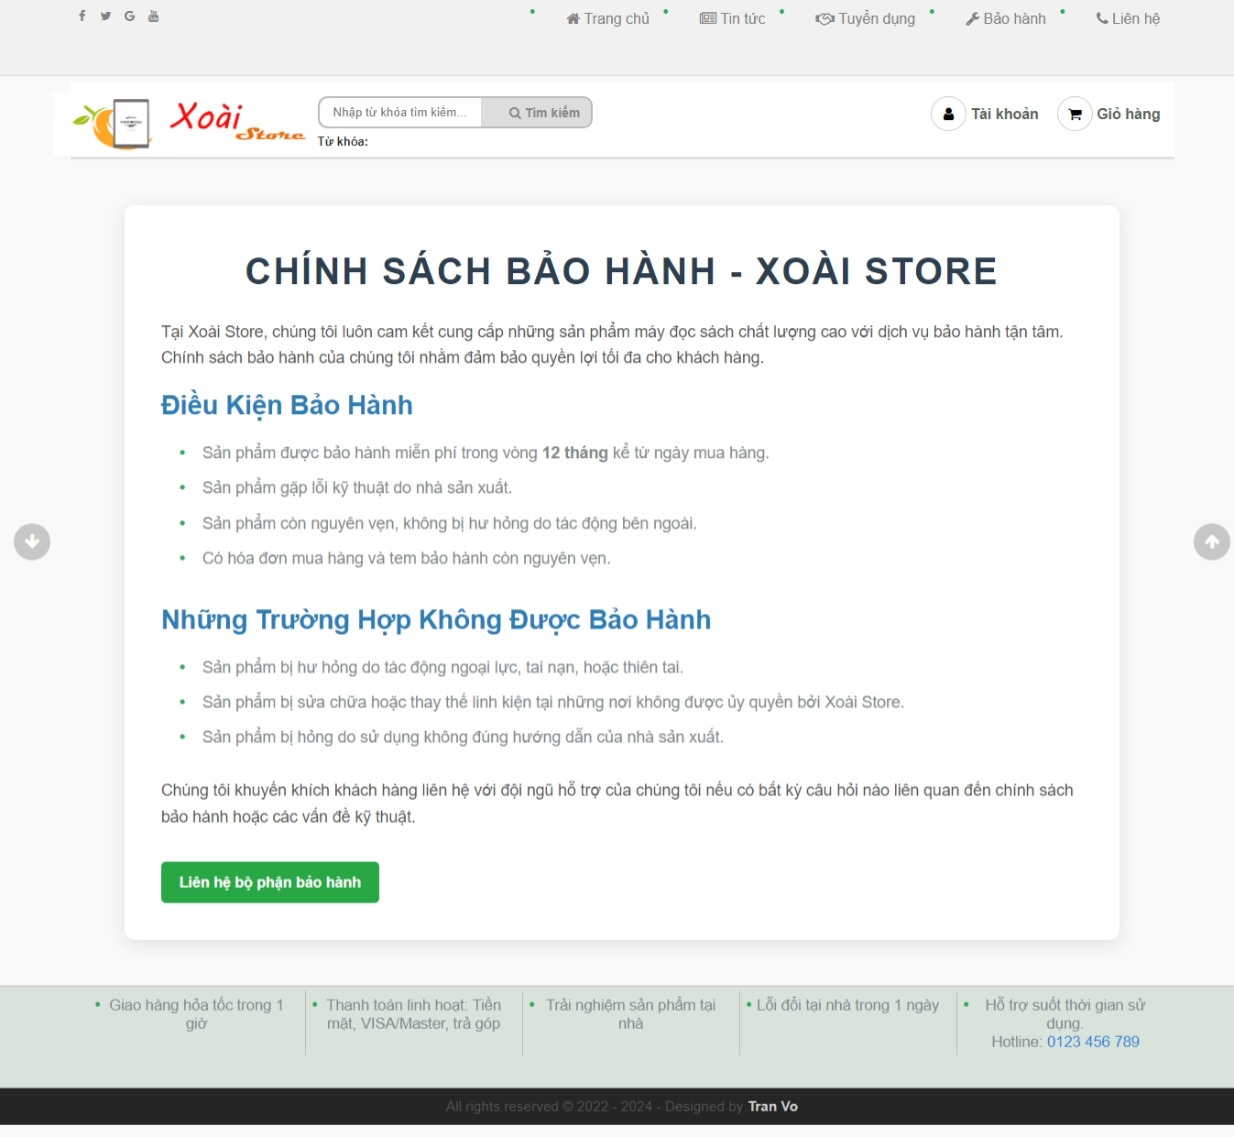 Trang chủ Tin tức Tuyển dụng Bảo hành Liên hệ
Xoài Store
Nhập từ khóa tìm kiếm... Tìm kiếm
Từ khóa:
Tài khoản Giỏ hàng
CHÍNH SÁCH BẢO HÀNH - XOÀI STORE
Tại Xoài Store, chúng tôi luôn cam kết cung cấp những sản phẩm máy đọc sách chất lượng cao với dịch vụ bảo hành tận tâm.
Chính sách bảo hành của chúng tôi nhằm đảm bảo quyền lợi tối đa cho khách hàng.
Điều Kiện Bảo Hành
• Sản phẩm được bảo hành miễn phí trong vòng 12 tháng kể từ ngày mua hàng.
• Sản phẩm gặp lỗi kỹ thuật do nhà sản xuất.
• Sản phẩm còn nguyên vẹn, không bị hư hỏng do tác động bên ngoài.
• Có hóa đơn mua hàng và tem bảo hành còn nguyên vẹn.
Những Trường Hợp Không Được Bảo Hành
• Sản phẩm bị hư hỏng do tác động ngoại lực, tai nạn, hoặc thiên tai.
• Sản phẩm bị sửa chữa hoặc thay thế linh kiện tại những nơi không được ủy quyền bởi Xoài Store.
• Sản phẩm bị hỏng do sử dụng không đúng hướng dẫn của nhà sản xuất.
Chúng tôi khuyến khích khách hàng liên hệ với đội ngũ hỗ trợ của chúng tôi nếu có bất kỳ câu hỏi nào liên quan đến chính sách
bảo hành hoặc các vấn đề kỹ thuật.
Liên hệ bộ phận bảo hành
• Giao hàng hỏa tốc trong 1
giờ
• Thanh toán linh hoạt: Tiền
mặt, VISA/Master, trả góp
• Trải nghiệm sản phẩm tại
nhà
• Lỗi đổi tại nhà trong 1 ngày
• Hỗ trợ suốt thời gian sử
dụng.
Hotline: 0123 456 789
All rights reserved © 2022 - 2024 - Designed by Tran Vo